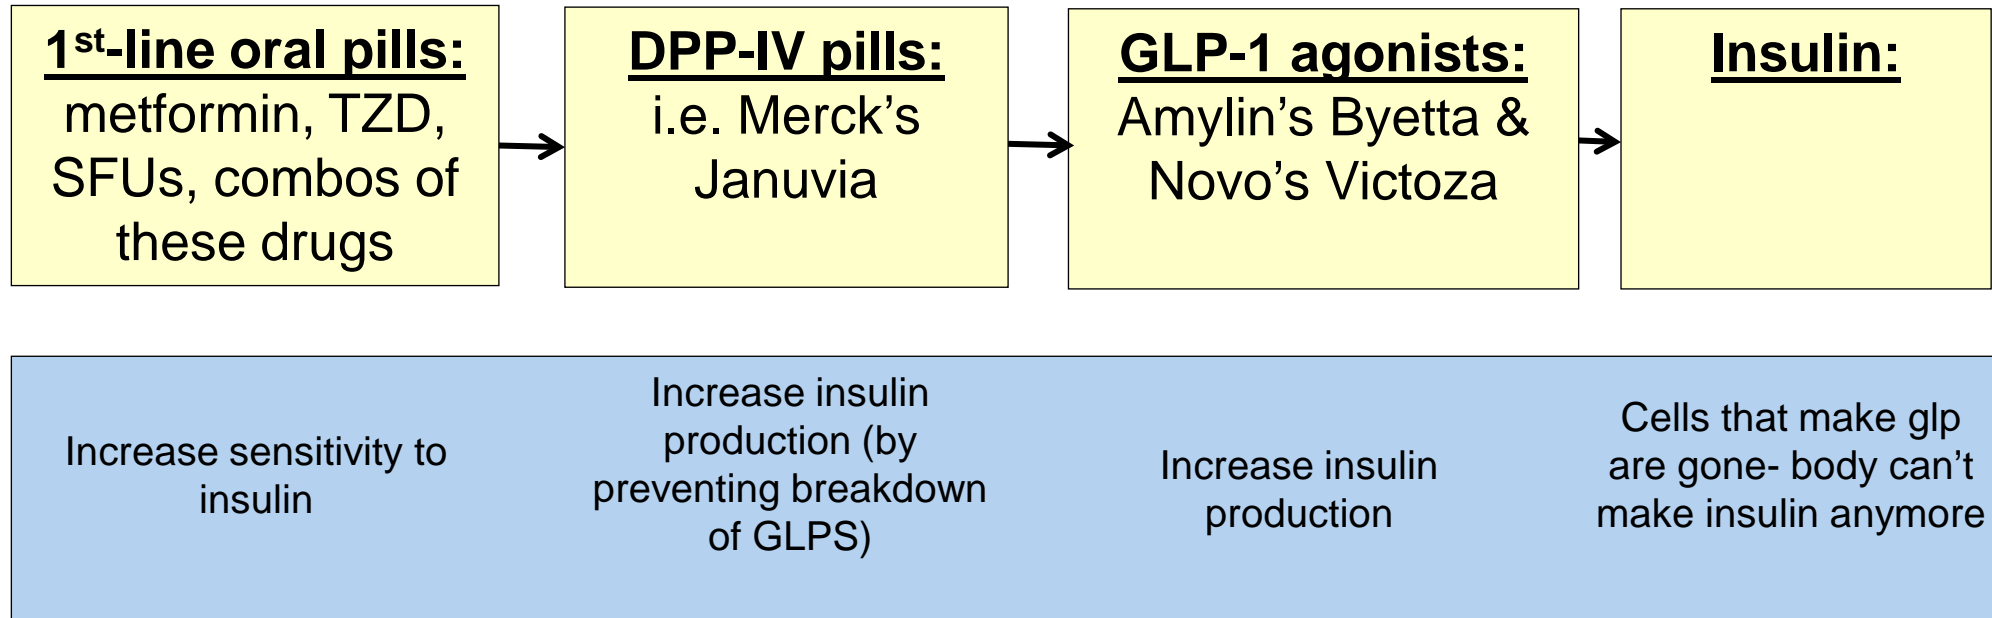 1st-line oral pills:
metformin, TZD,
SFUs, combos of
these drugs
DPP-IV pills:
i.e. Merck's
Januvia
GLP-1 agonists:
Amylin's Byetta &
Novo's Victoza
Insulin:
Increase sensitivity to
insulin
Increase insulin
production (by
preventing breakdown
of GLPS)
Increase insulin
production
Cells that make glp
are gone- body can't
make insulin anymore